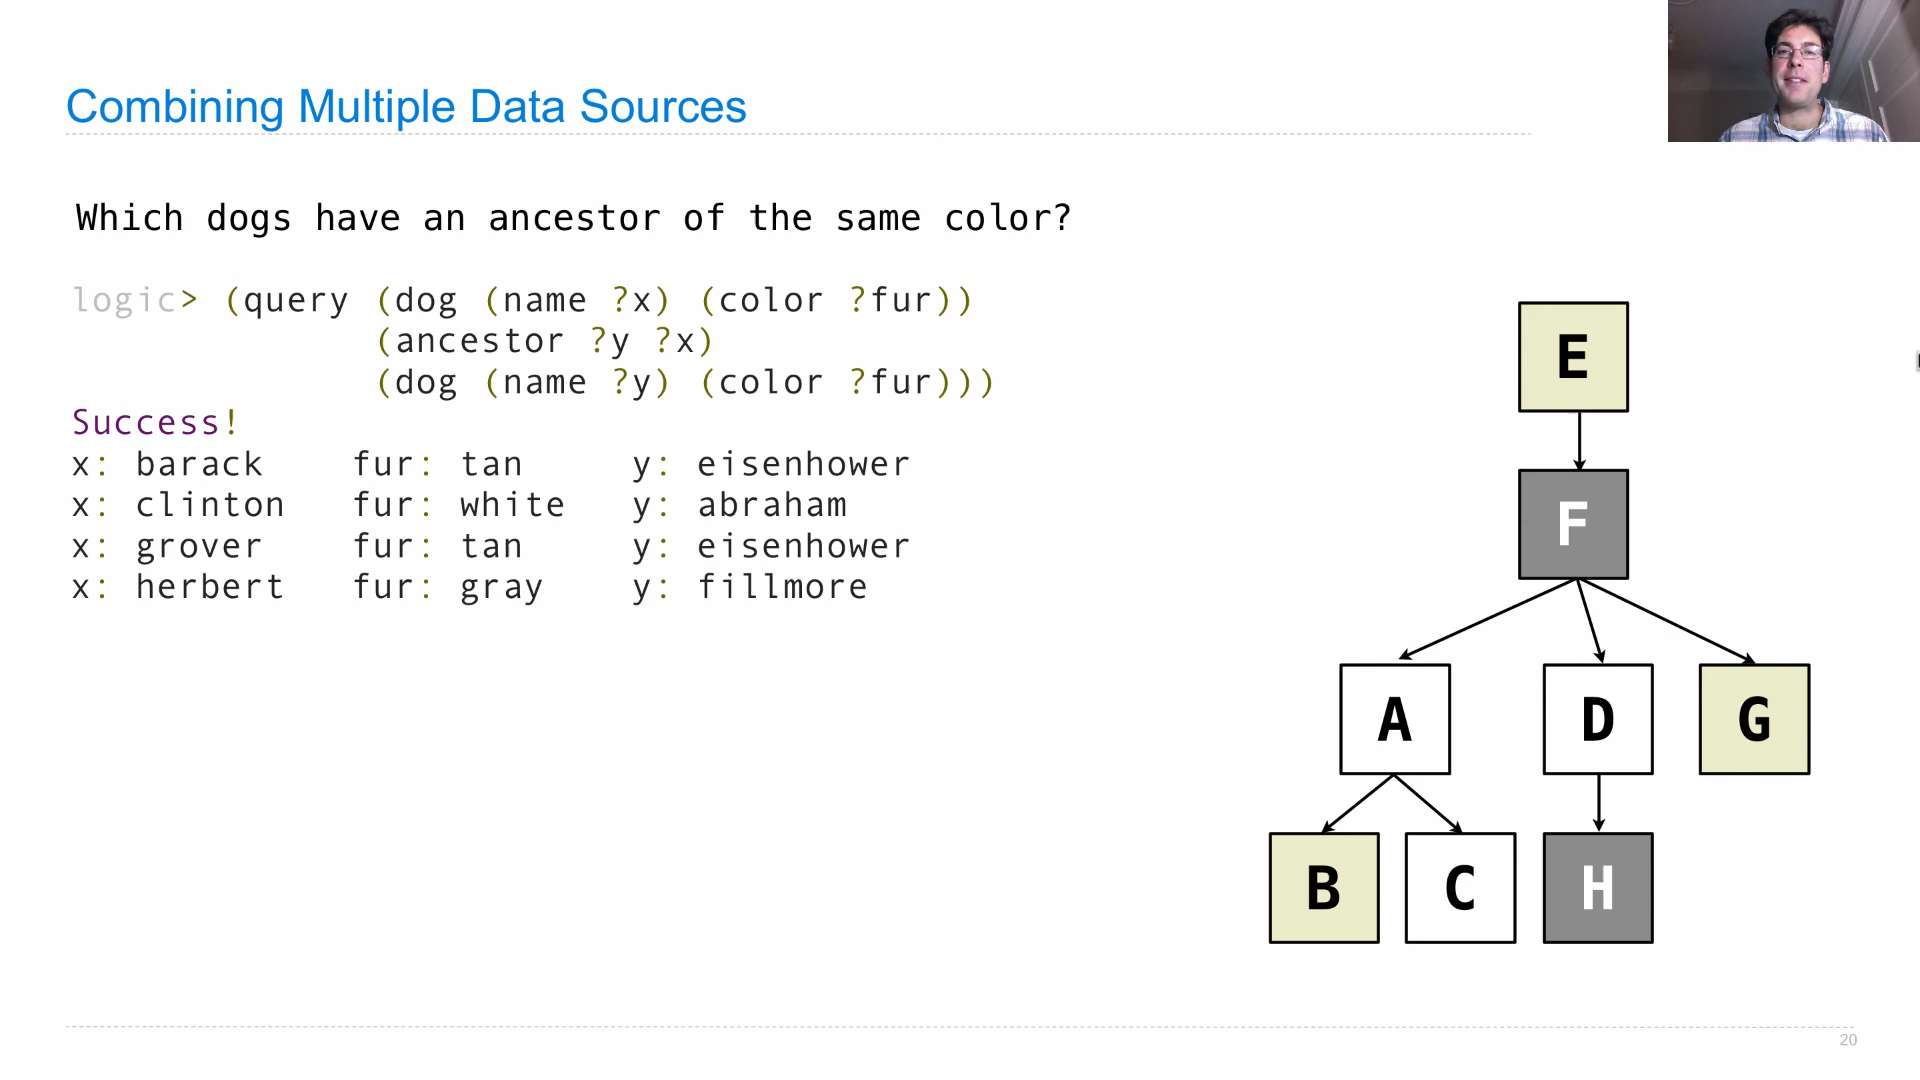 Combining Multiple Data Sources
Which dogs have an ancestor of the same color?
logic> (query (dog (name ?x) (color ?fur))
(ancestor ?y ?x)
(dog (name ?y) (color ?fur)))
Success!
x: barack fur: tan y: eisenhower
x: clinton fur: white y: abraham
x: grover fur: tan y: eisenhower
x: herbert fur: gray y: fillmore
E
F
A D G
B C H
20